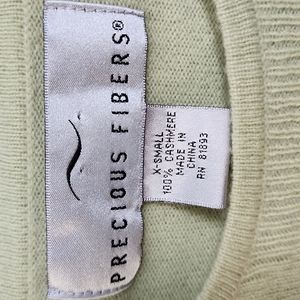 PRECIOUS FIBERS®
X-SMALL
100% CASHMERE
MADE IN
CHINA
RN 81893